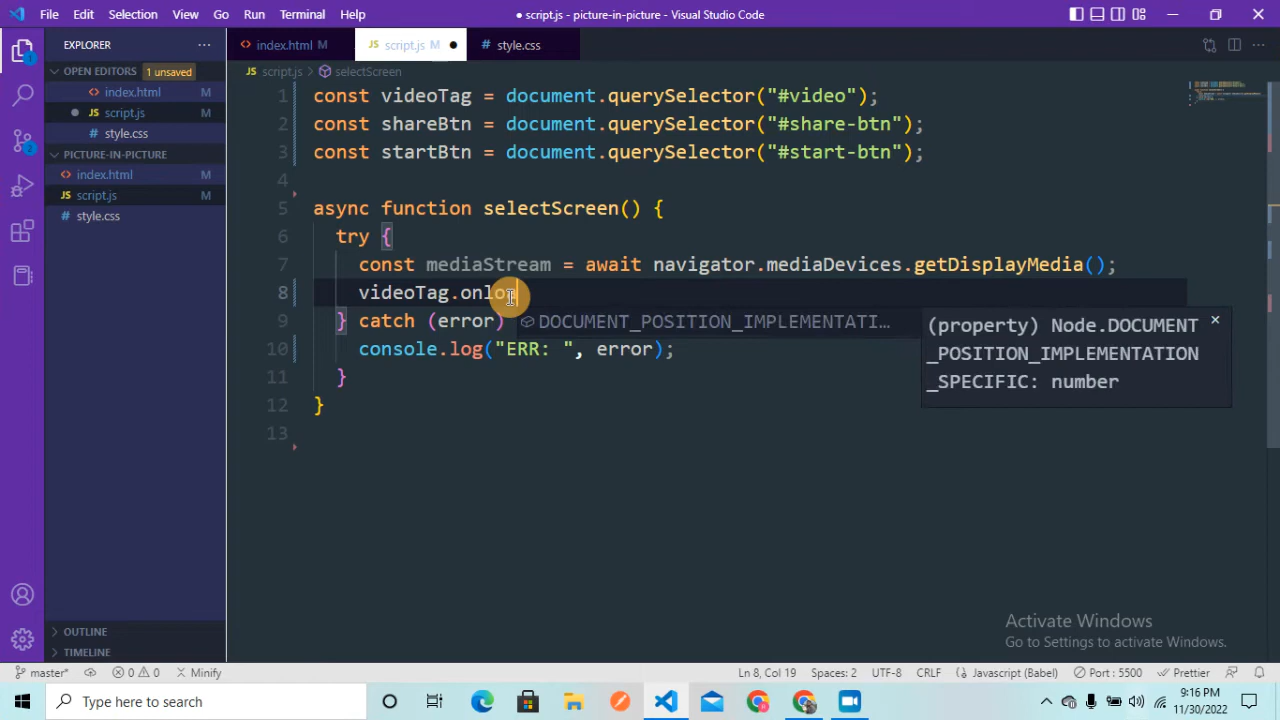 File Edit Selection View Go Run Terminal Help
● script.js - picture-in-picture - Visual Studio Code
EXPLORER ···
index.html M
JS script.js M ●
# style.css
OPEN EDITORS 1 unsaved
index.html M
script.js M
# style.css
PICTURE-IN-PICTURE
index.html M
JS script.js M
# style.css
OUTLINE
TIMELINE
JS script.js > selectScreen
1 const videoTag = document.querySelector("#video");
2 const shareBtn = document.querySelector("#share-btn");
3 const startBtn = document.querySelector("#start-btn");
4
5 async function selectScreen() {
6 try {
7 const mediaStream = await navigator.mediaDevices.getDisplayMedia();
8 videoTag.onlo
9 } catch (error)
10 console.log("ERR: ", error);
11 }
12 }
13
DOCUMENT_POSITION_IMPLEMENTATI...
(property) Node.DOCUMENT
_POSITION_IMPLEMENTATION
_SPECIFIC: number
Activate Windows
Go to Settings to activate Windows.
master* 0 0 Minify Ln 8, Col 19 Spaces: 2 UTF-8 CRLF JavaScript (Babel) Port : 5500 Prettier
Type here to search
9:16 PM
11/30/2022